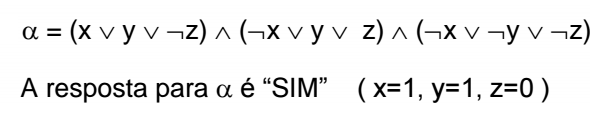 α = (x ∨ y ∨ ¬z) ∧ (¬x ∨ y ∨ z) ∧ (¬x ∨ ¬y ∨ ¬z)
A resposta para α é “SIM” ( x=1, y=1, z=0 )